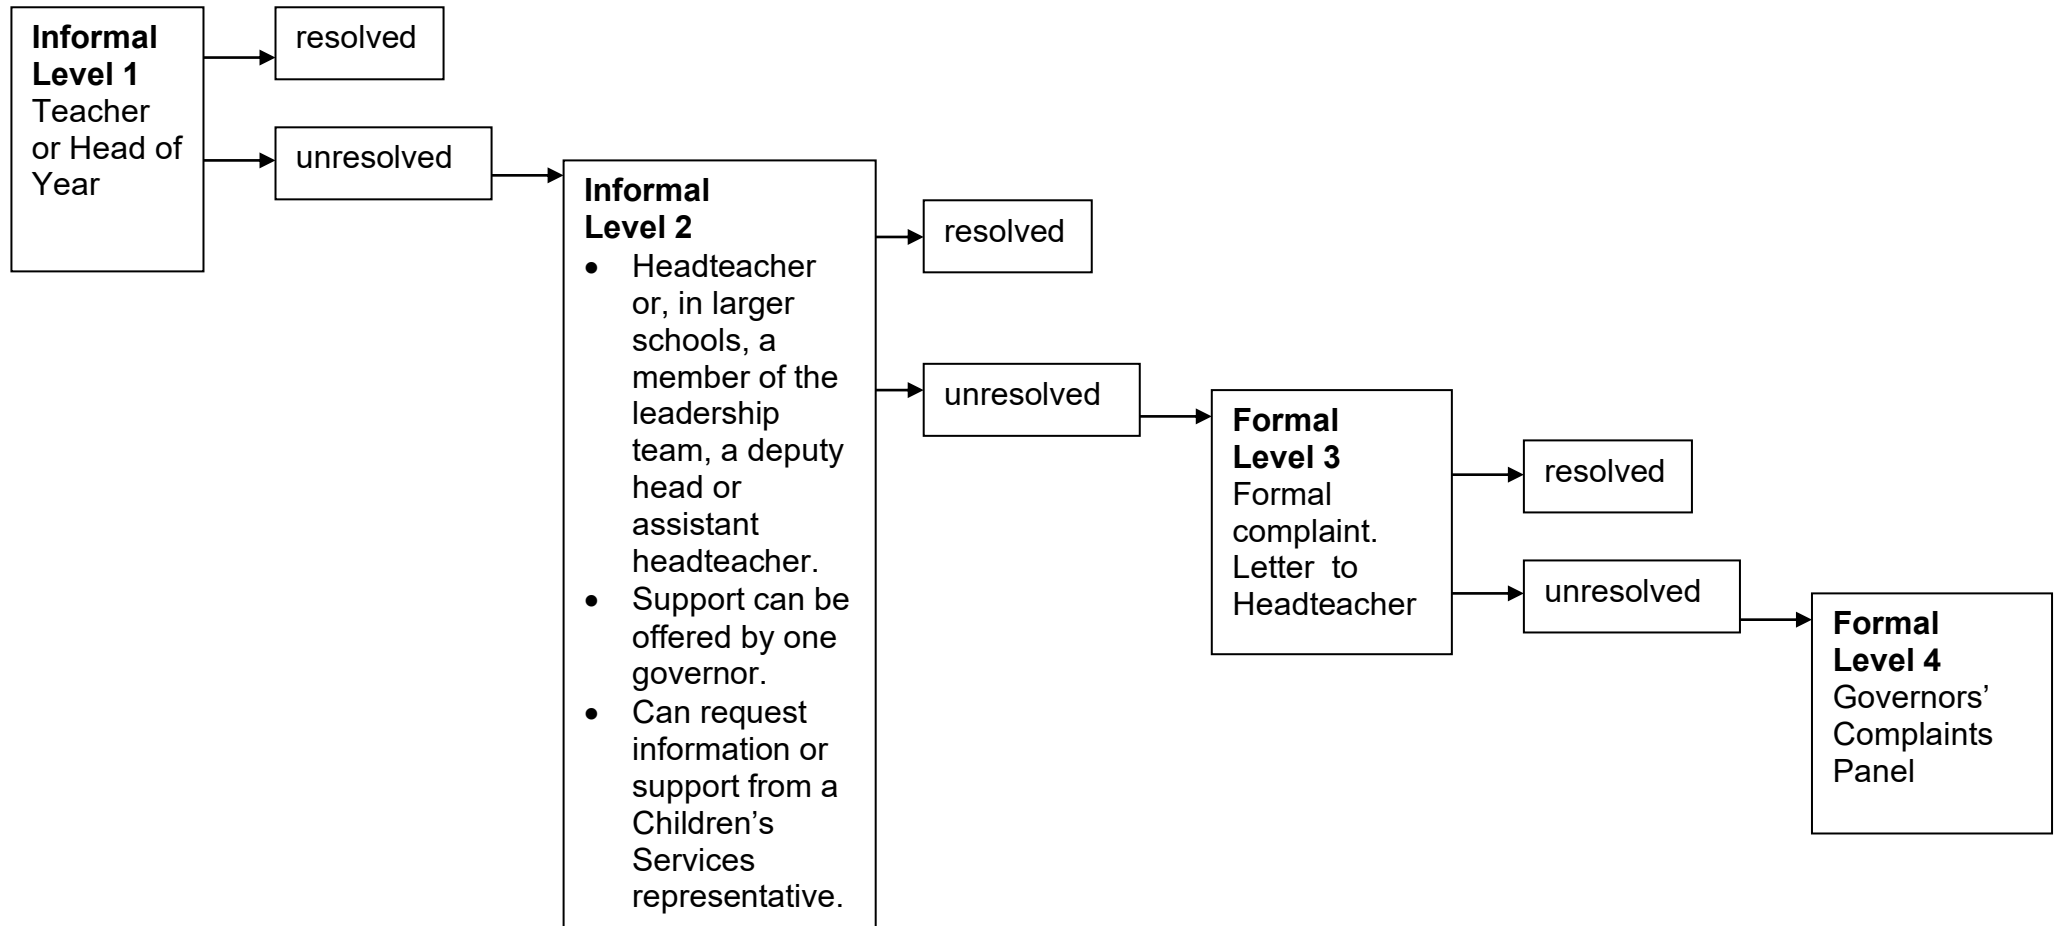 Informal
Level 1
Teacher
or Head of
Year
resolved
unresolved
Informal
Level 2
• Headteacher
or, in larger
schools, a
member of the
leadership
team, a deputy
head or
assistant
headteacher.
• Support can be
offered by one
governor.
• Can request
information or
support from a
Children’s
Services
representative.
resolved
unresolved
Formal
Level 3
Formal
complaint.
Letter to
Headteacher
resolved
unresolved
Formal
Level 4
Governors’
Complaints
Panel